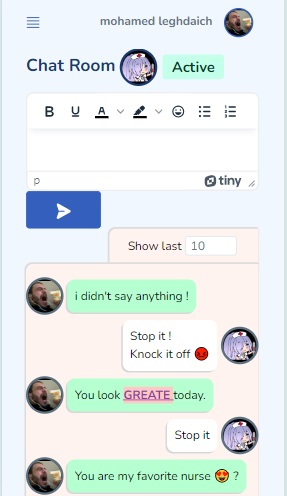 mohamed leghdaich
Chat Room
Active
B U A
p
tiny
Show last 10
i didn't say anything !
Stop it !
Knock it off 😡
You look GREATE today.
Stop it
You are my favorite nurse 😍 ?